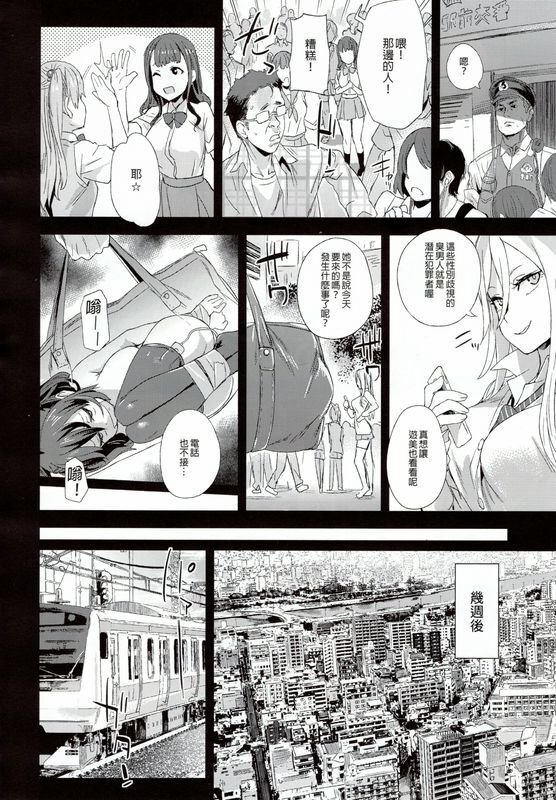 嗯？
喂！
那邊的人！
糟糕！
耶☆
這些性別歧視的
臭男人就是
潛在犯罪者喔
真想讓
遊美也看看呢
她不是說今天
要來的嗎？
發生什麼事了呢？
電話
也不接…
嗡——
嗡！
幾週後